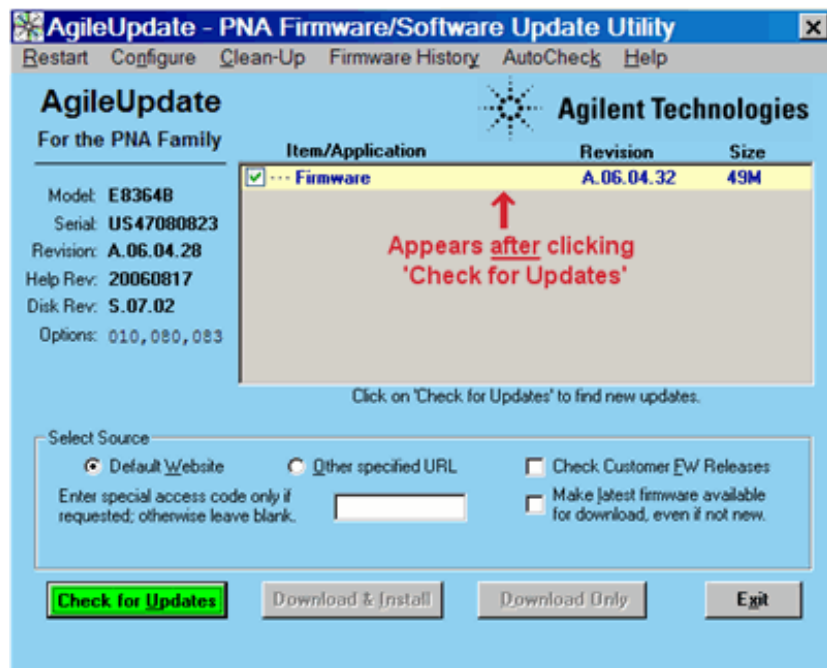 AgileUpdate - PNA Firmware/Software Update Utility
Restart Configure Clean-Up Firmware History AutoCheck Help
AgileUpdate
For the PNA Family
Agilent Technologies
Model: E8364B
Serial: US47080823
Revision: A.06.04.28
Help Rev: 20060817
Disk Rev: S.07.02
Options: 010,080,083
Item/Application Revision Size
Firmware A.06.04.32 49M
Appears after clicking
'Check for Updates'
Click on 'Check for Updates' to find new updates.
Select Source
Default Website
Other specified URL
Check Customer FW Releases
Enter special access code only if
requested; otherwise leave blank.
Make latest firmware available
for download, even if not new.
Check for Updates
Download & Install
Download Only
Exit